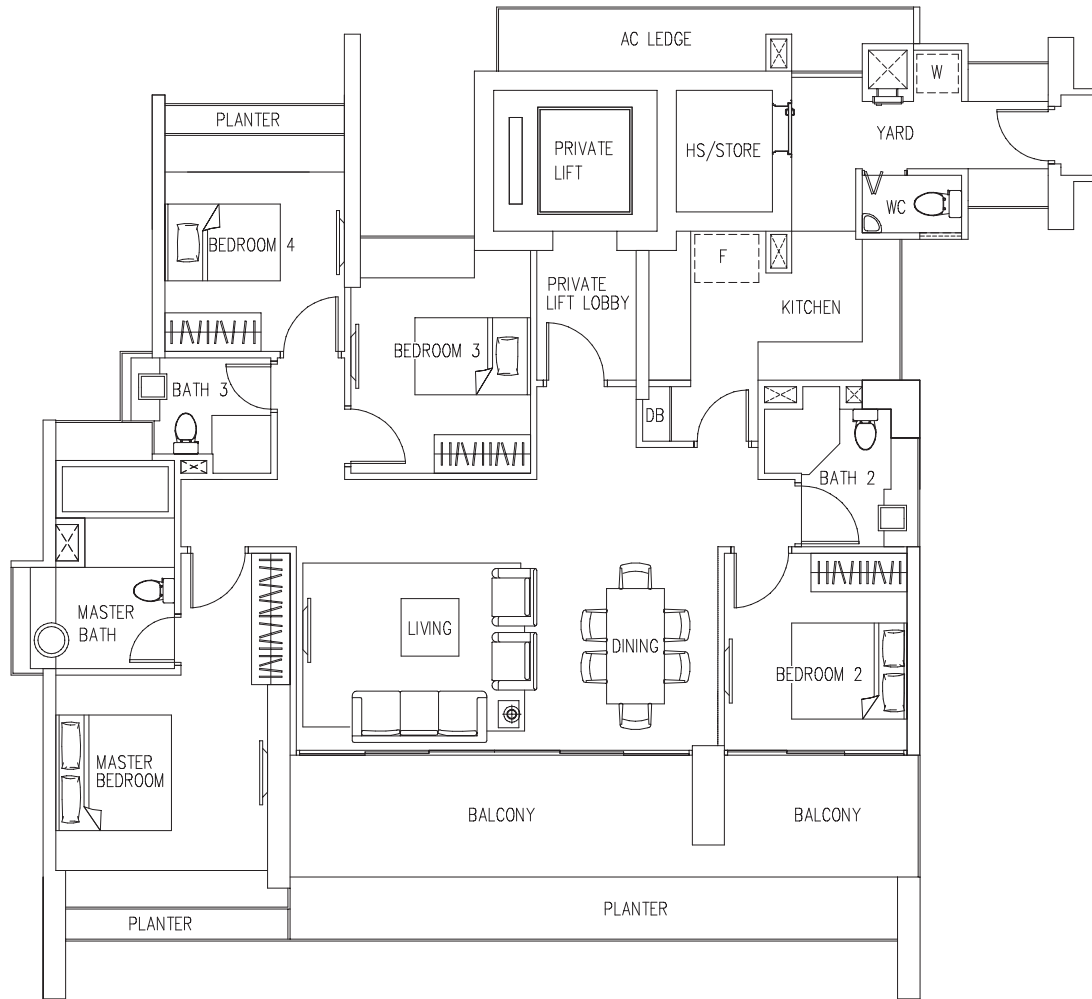 AC LEDGE
W
PLANTER
YARD
PRIVATE
LIFT
HS/STORE
WC
BEDROOM 4
F
PRIVATE
LIFT LOBBY
KITCHEN
BEDROOM 3
BATH 3
DB
BATH 2
MASTER
BATH
LIVING
DINING
BEDROOM 2
MASTER
BEDROOM
BALCONY
BALCONY
PLANTER
PLANTER